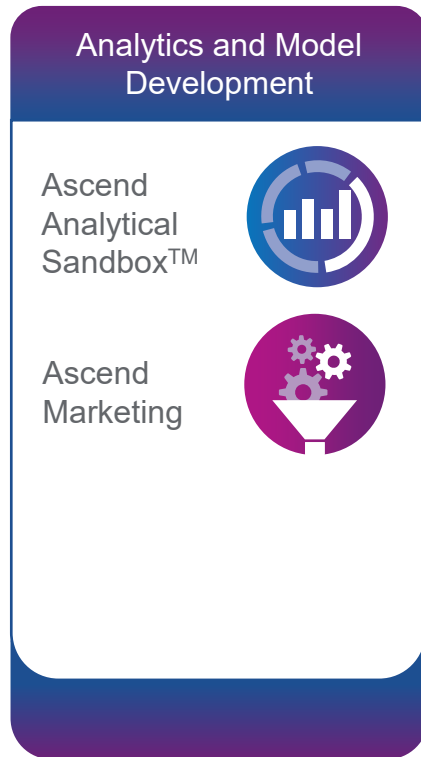 Analytics and Model
Development
Ascend
Analytical
Sandbox™
Ascend
Marketing